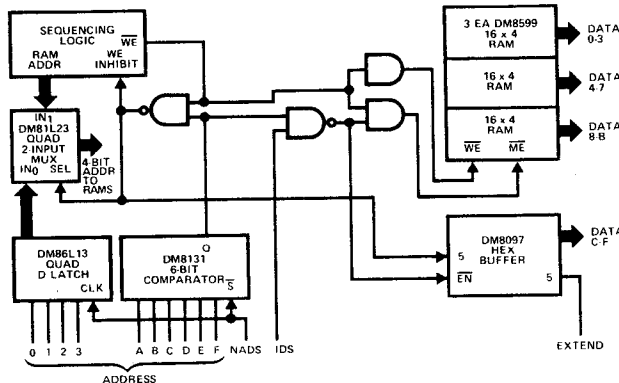 SEQUENCING
LOGIC
WE
RAM
ADDR
WE
INHIBIT
IN1
DM81L23
QUAD
2-INPUT
MUX
IN0 SEL
4-BIT
ADDR
TO
RAMS
3 EA DM8599
16 x 4
RAM
16 x 4
RAM
16 x 4
RAM
WE
ME
DATA
0-3
DATA
4-7
DATA
8-B
DM86L13
QUAD
D LATCH
CLK
Q
DM8131
6-BIT
COMPARATOR
S
DM8097
HEX
BUFFER
5
EN
5
DATA
C-F
0 1 2 3 A B C D E F NADS IDS
EXTEND
ADDRESS